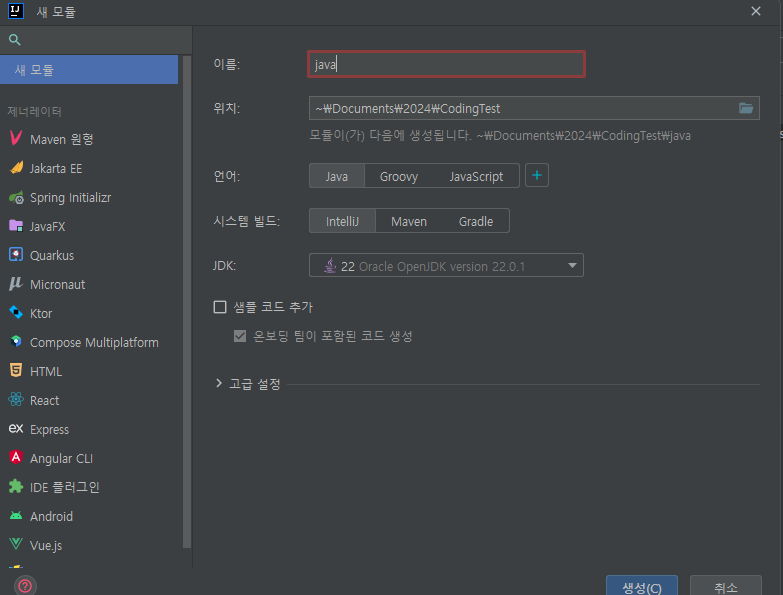 새 모듈
새 모듈
제너레이터
Maven 원형
Jakarta EE
Spring Initializr
JavaFX
Quarkus
Micronaut
Ktor
Compose Multiplatform
HTML
React
Express
Angular CLI
IDE 플러그인
Android
Vue.js
이름: java
위치: ~₩Documents₩2024₩CodingTest
모듈이(가) 다음에 생성됩니다. ~₩Documents₩2024₩CodingTest₩java
언어: Java Groovy JavaScript +
시스템 빌드: IntelliJ Maven Gradle
JDK: 22 Oracle OpenJDK version 22.0.1
샘플 코드 추가
온보딩 팁이 포함된 코드 생성
고급 설정
생성(C) 취소